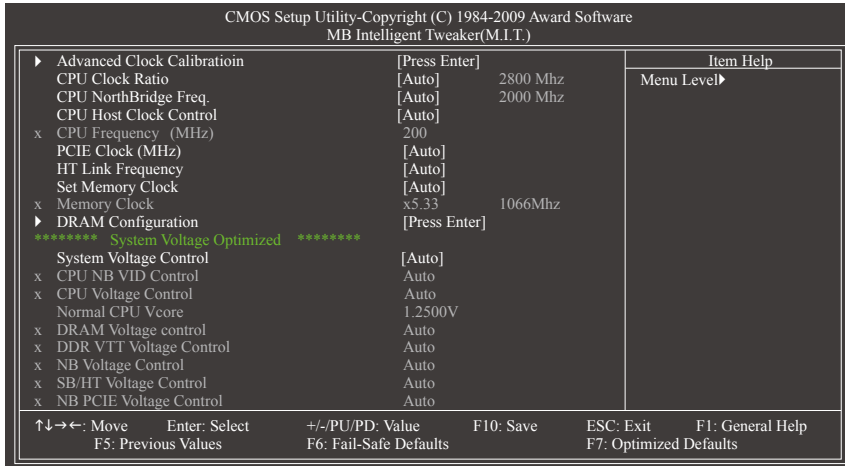 CMOS Setup Utility-Copyright (C) 1984-2009 Award Software
MB Intelligent Tweaker(M.I.T.)
▶ Advanced Clock Calibratioin [Press Enter]
CPU Clock Ratio [Auto] 2800 Mhz
CPU NorthBridge Freq. [Auto] 2000 Mhz
CPU Host Clock Control [Auto]
x CPU Frequency (MHz) 200
PCIE Clock (MHz) [Auto]
HT Link Frequency [Auto]
Set Memory Clock [Auto]
x Memory Clock x5.33 1066Mhz
▶ DRAM Configuration [Press Enter]
******** System Voltage Optimized ********
System Voltage Control [Auto]
x CPU NB VID Control Auto
x CPU Voltage Control Auto
Normal CPU Vcore 1.2500V
x DRAM Voltage control Auto
x DDR VTT Voltage Control Auto
x NB Voltage Control Auto
x SB/HT Voltage Control Auto
x NB PCIE Voltage Control Auto
Item Help
Menu Level▶
↑↓→←: Move Enter: Select +/-/PU/PD: Value F10: Save ESC: Exit F1: General Help
F5: Previous Values F6: Fail-Safe Defaults F7: Optimized Defaults